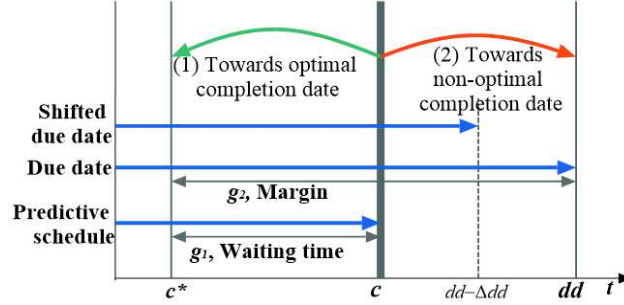 (1) Towards optimal
completion date
(2) Towards
non-optimal
completion date
Shifted
due date
Due date
g2, Margin
Predictive
schedule
g1, Waiting time
c*
c
dd−Δdd
dd
t